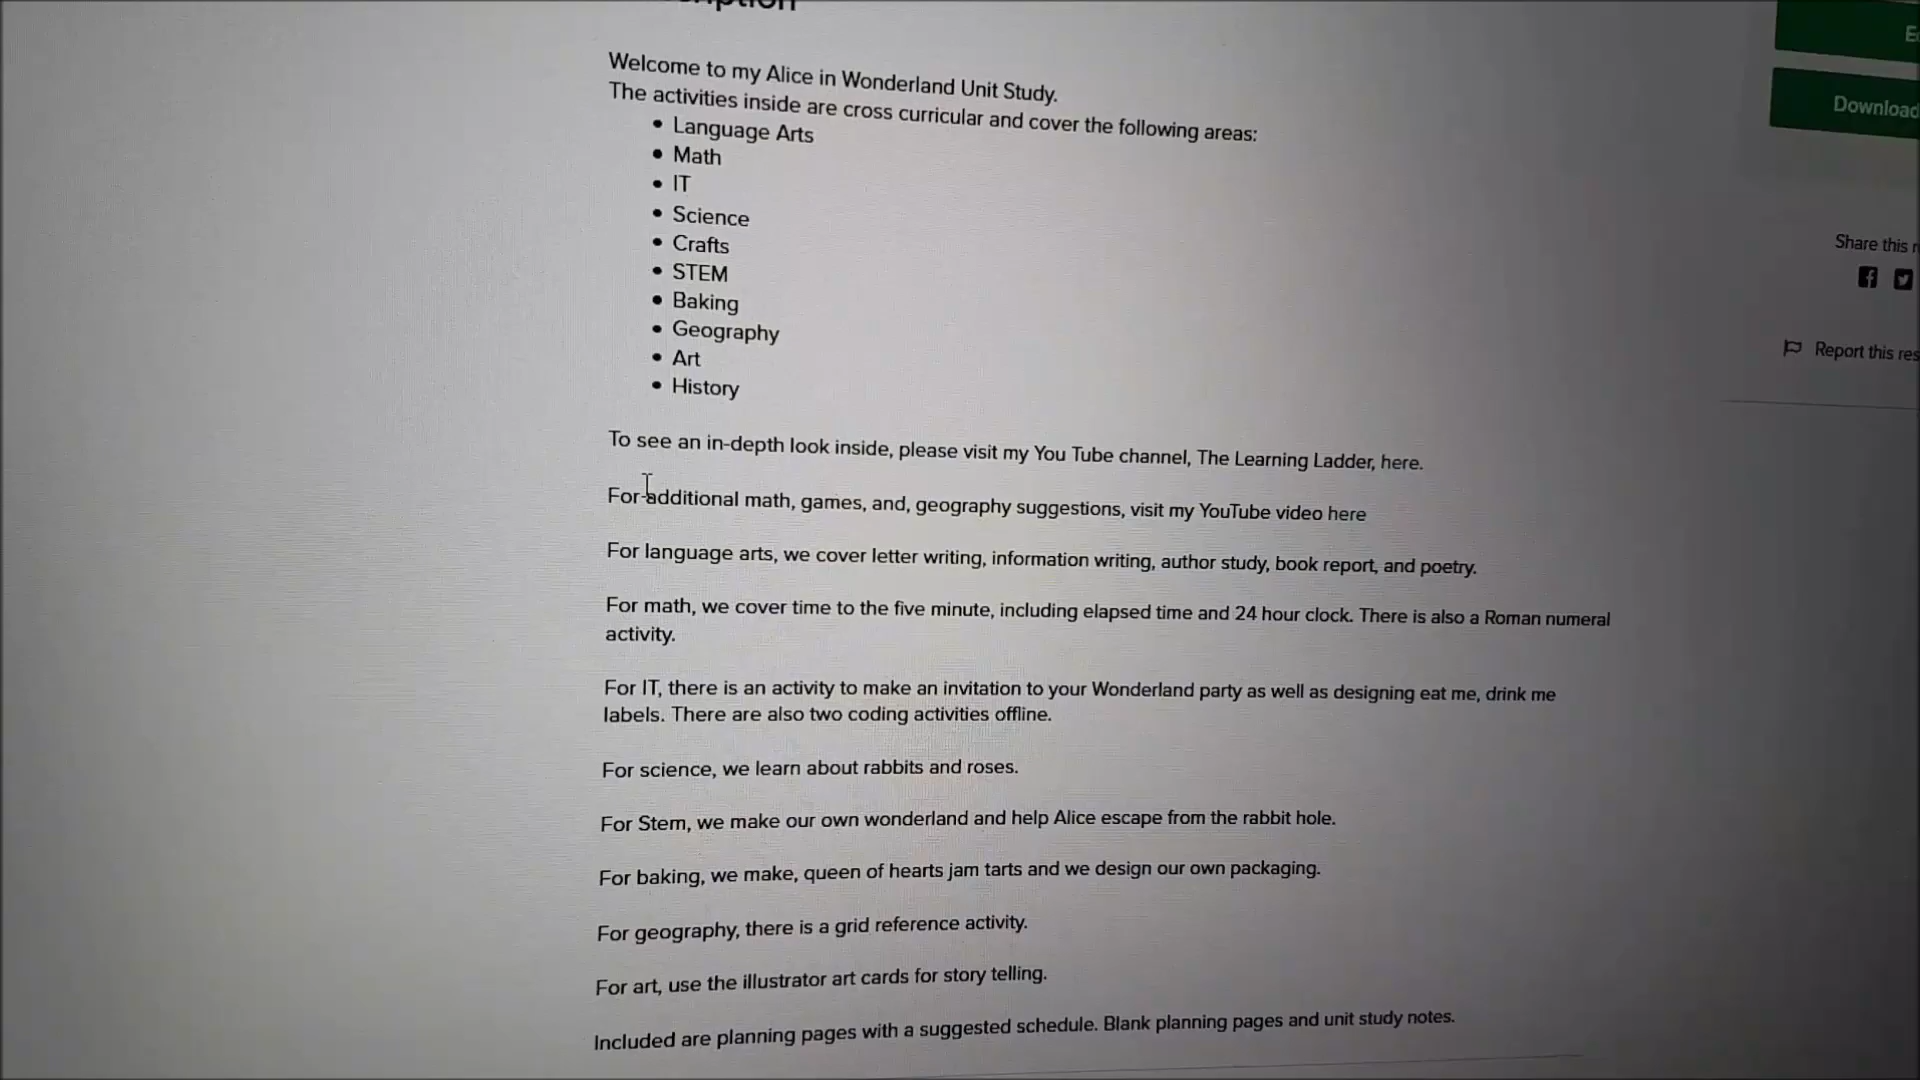 Welcome to my Alice in Wonderland Unit Study.
The activities inside are cross curricular and cover the following areas:
• Language Arts
• Math
• IT
• Science
• Crafts
• STEM
• Baking
• Geography
• Art
• History
To see an in-depth look inside, please visit my You Tube channel, The Learning Ladder, here.
For additional math, games, and, geography suggestions, visit my YouTube video here
For language arts, we cover letter writing, information writing, author study, book report, and poetry.
For math, we cover time to the five minute, including elapsed time and 24 hour clock. There is also a Roman numeral
activity.
For IT, there is an activity to make an invitation to your Wonderland party as well as designing eat me, drink me
labels. There are also two coding activities offline.
For science, we learn about rabbits and roses.
For Stem, we make our own wonderland and help Alice escape from the rabbit hole.
For baking, we make, queen of hearts jam tarts and we design our own packaging.
For geography, there is a grid reference activity.
For art, use the illustrator art cards for story telling.
Included are planning pages with a suggested schedule. Blank planning pages and unit study notes.
Download
Share this
Report this